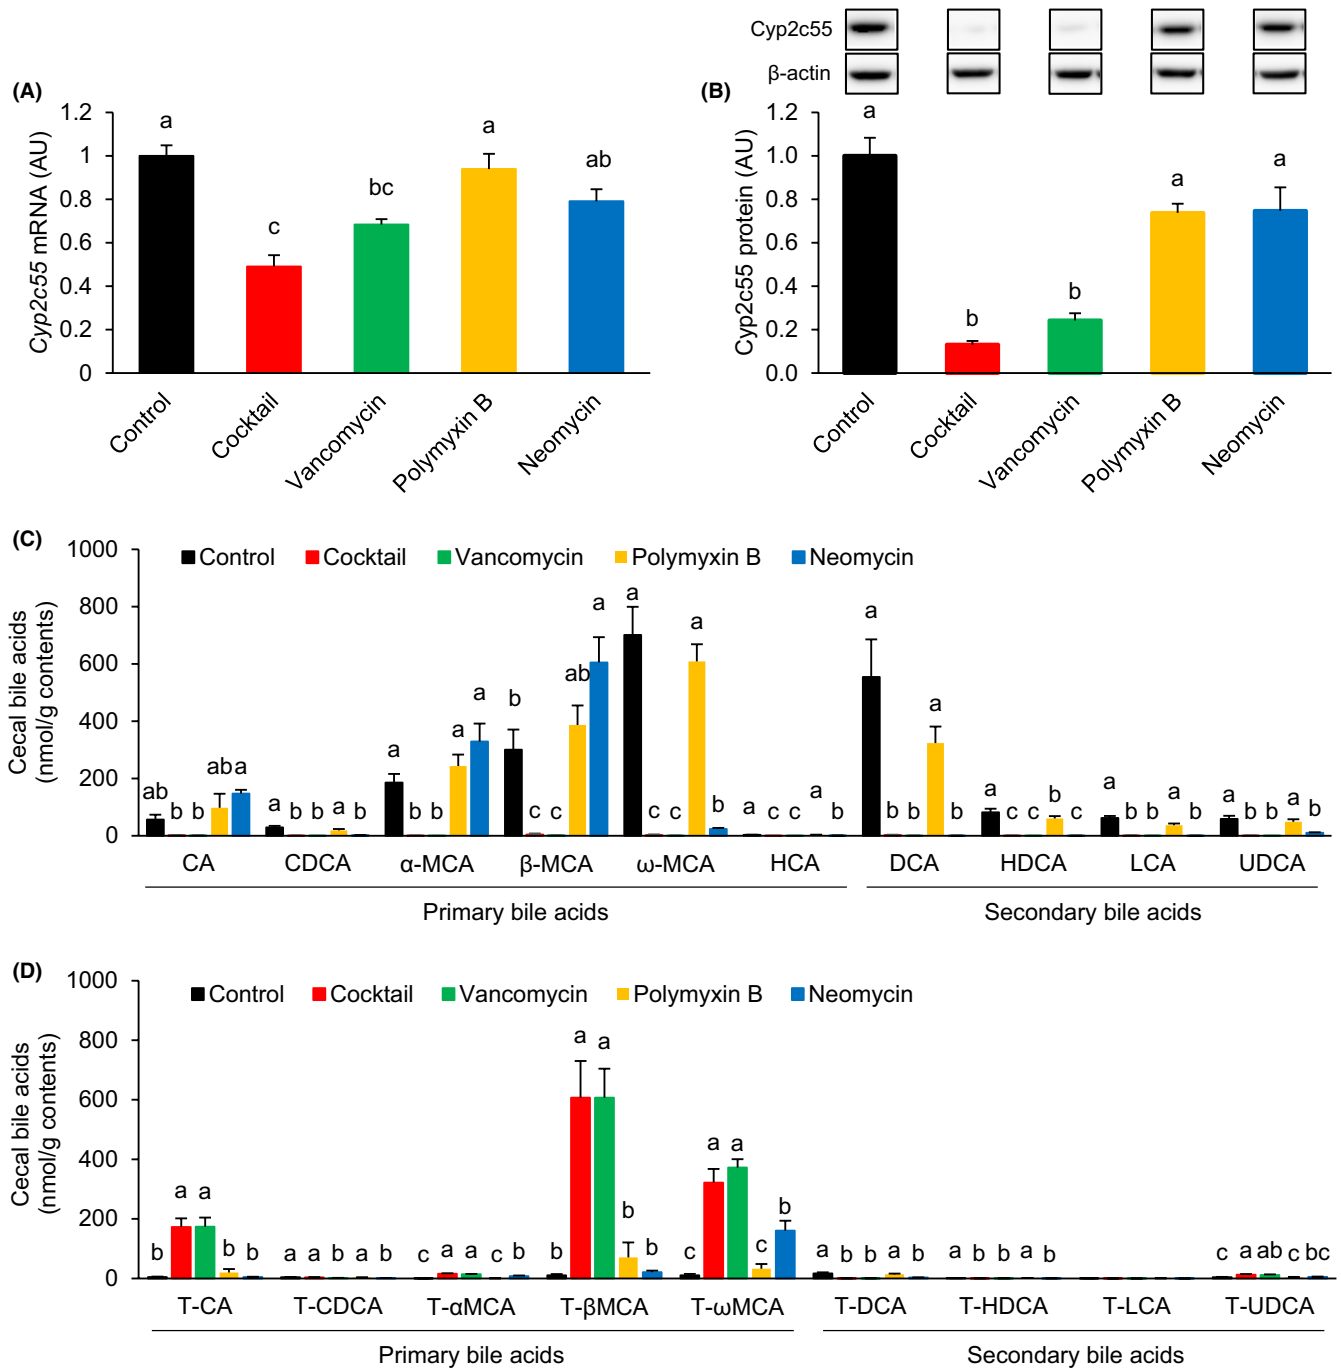 Cyp2c55
β-actin
(A)
Cyp2c55 mRNA (AU)
1.2
1
0.8
0.6
0.4
0.2
0
a
c
bc
a
ab
Control
Cocktail
Vancomycin
Polymyxin B
Neomycin
(B)
Cyp2c55 protein (AU)
1.2
1.0
0.8
0.6
0.4
0.2
0.0
a
b
b
a
a
Control
Cocktail
Vancomycin
Polymyxin B
Neomycin
(C)
Cecal bile acids
(nmol/g contents)
1000
800
600
400
200
0
Control Cocktail Vancomycin Polymyxin B Neomycin
ab b b ab a
a b b a b
a b b a a
b c c ab a
a c c a b
a c c a b
a b b a b
a c c b c
a b b a b
a b b a b
CA CDCA α-MCA β-MCA ω-MCA HCA DCA HDCA LCA UDCA
Primary bile acids Secondary bile acids
(D)
Cecal bile acids
(nmol/g contents)
1000
800
600
400
200
0
Control Cocktail Vancomycin Polymyxin B Neomycin
b a a b b
a a b a b
c a a c b
b a a b b
c a a c b
a b b a b
a b b a b
c a ab c bc
T-CA T-CDCA T-αMCA T-βMCA T-ωMCA T-DCA T-HDCA T-LCA T-UDCA
Primary bile acids Secondary bile acids